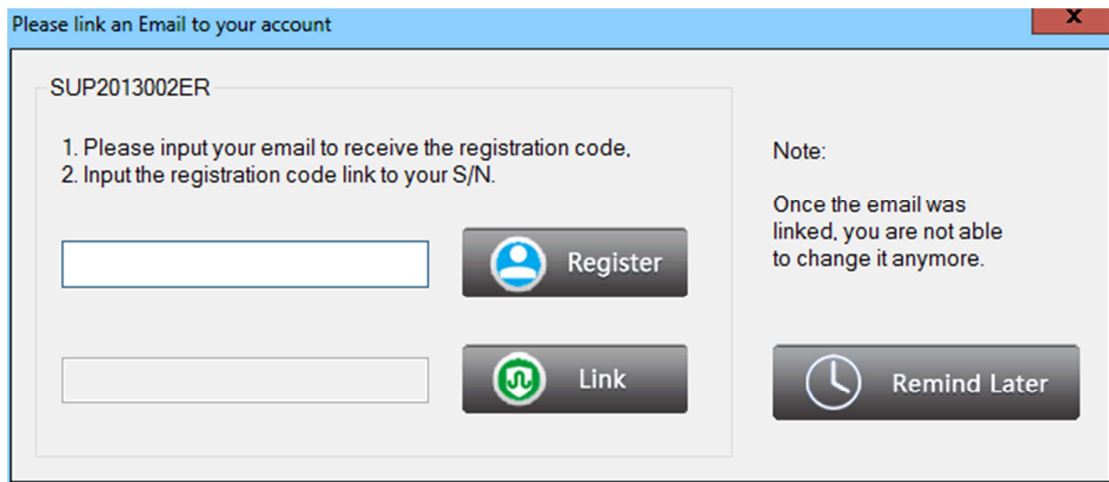 Please link an Email to your account
X
SUP2013002ER
1. Please input your email to receive the registration code,
2. Input the registration code link to your S/N.
Register
Link
Note:
Once the email was
linked, you are not able
to change it anymore.
Remind Later